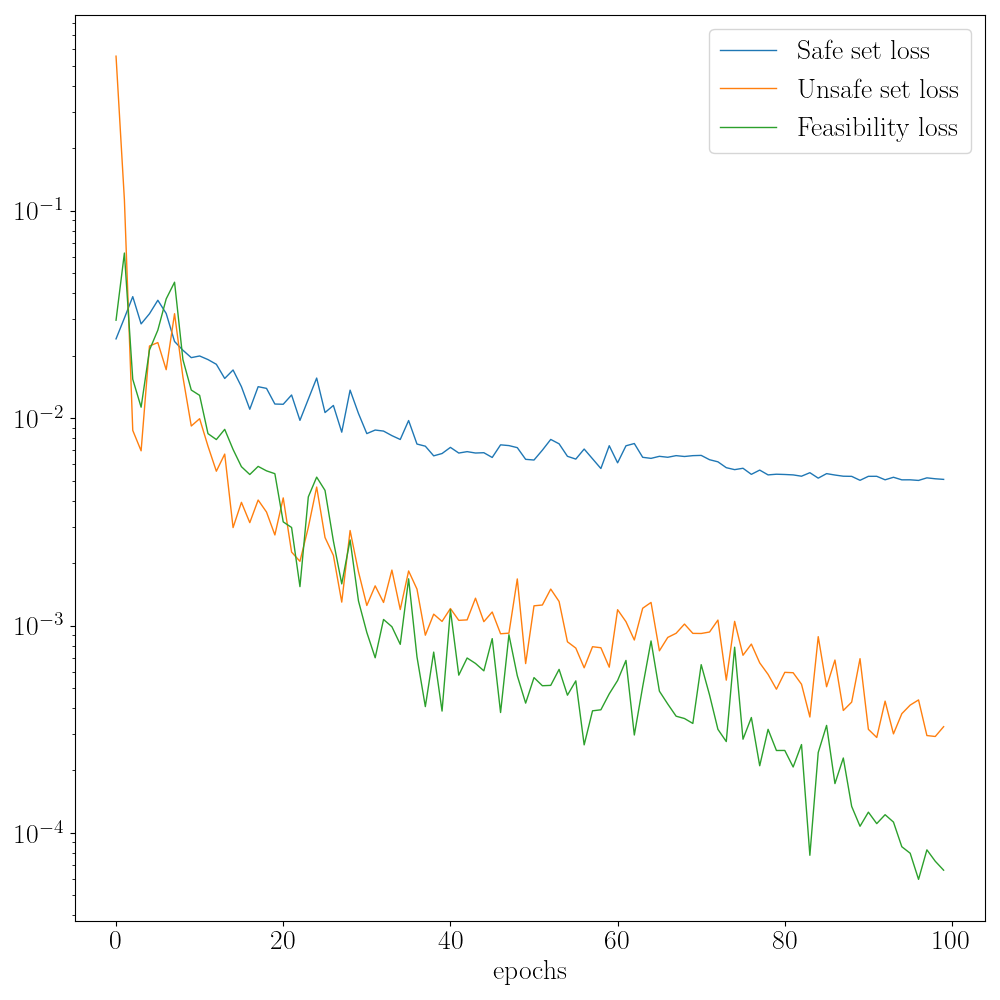 Safe set loss
Unsafe set loss
Feasibility loss
10⁻¹
10⁻²
10⁻³
10⁻⁴
0 20 40 60 80 100
epochs